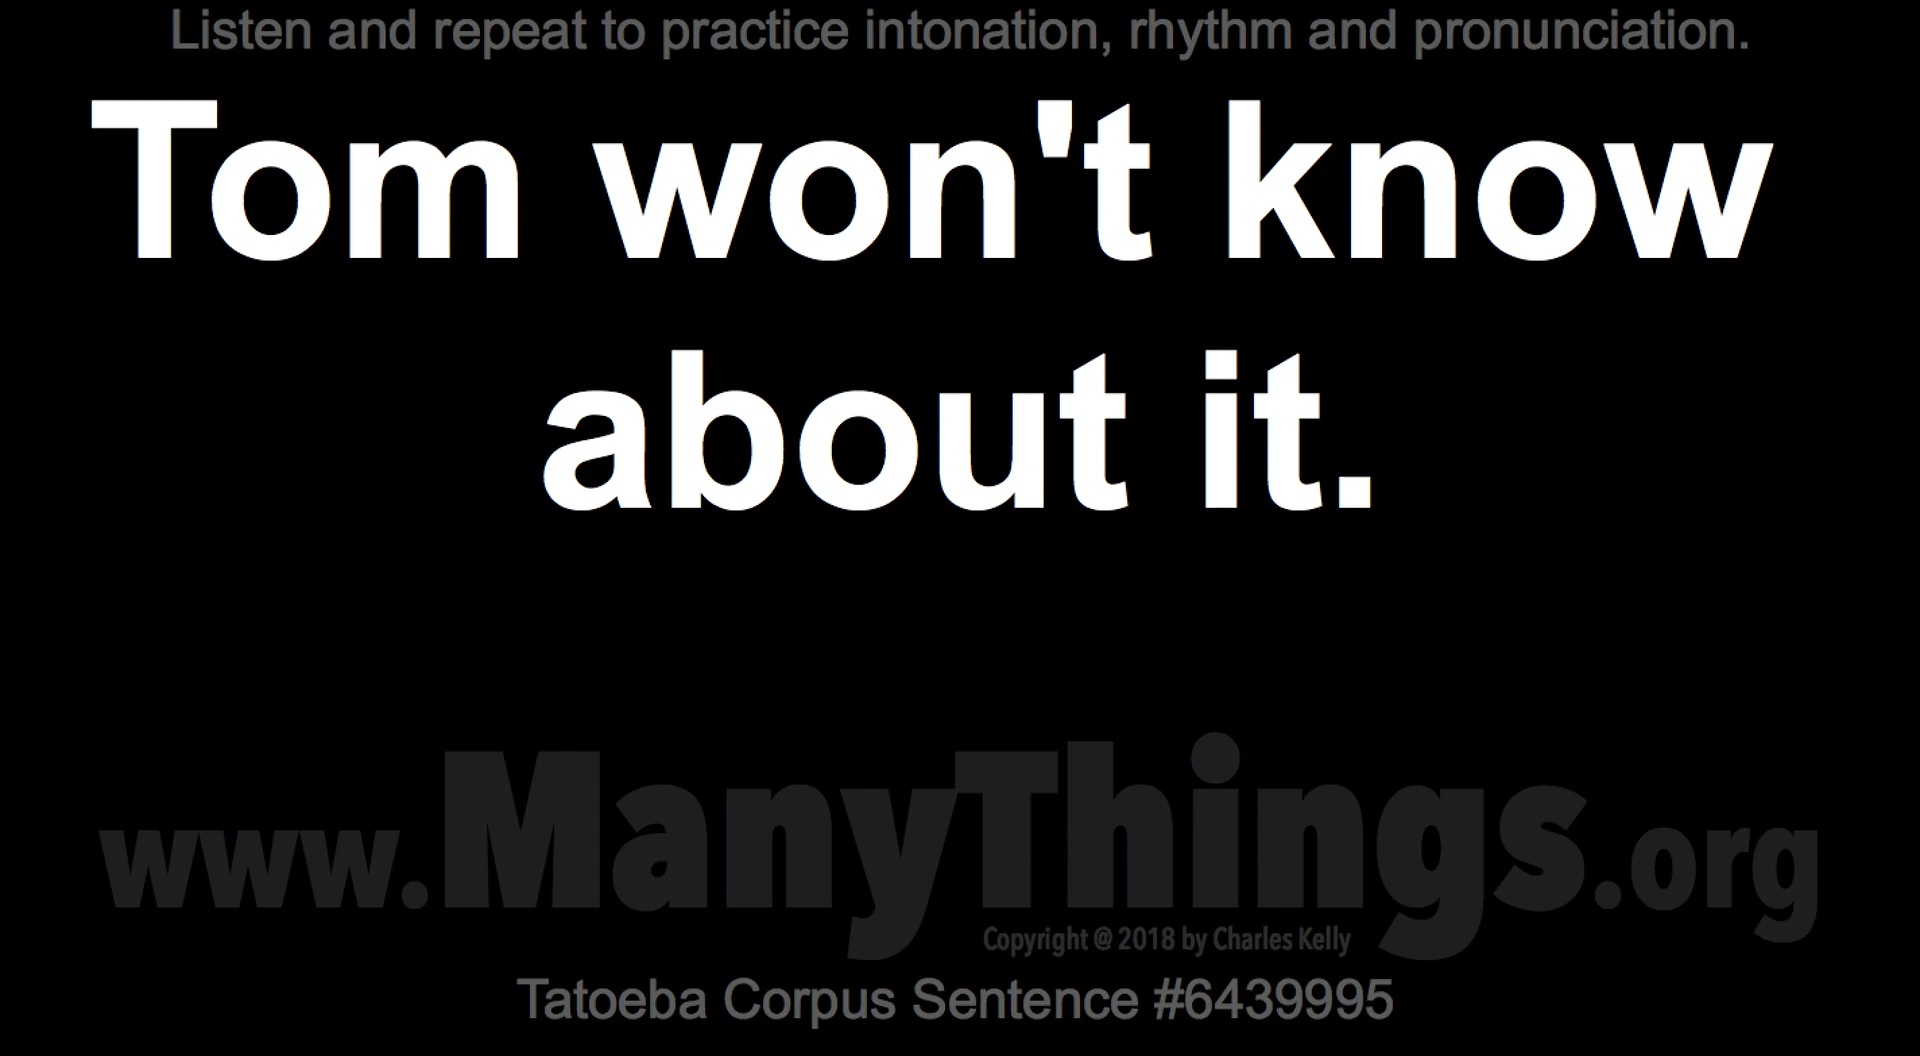 Listen and repeat to practice intonation, rhythm and pronunciation.
Tom won't know
about it.
www.ManyThings.org
Copyright @ 2018 by Charles Kelly
Tatoeba Corpus Sentence #6439995